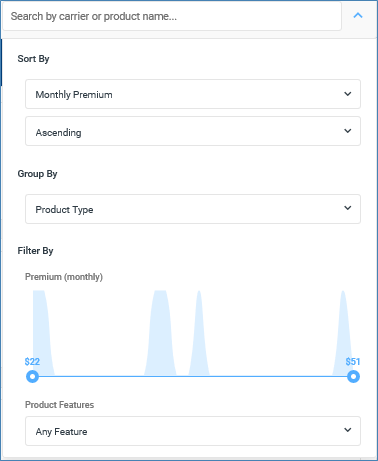 Search by carrier or product name...
Sort By
Monthly Premium
Ascending
Group By
Product Type
Filter By
Premium (monthly)
$22 $51
Product Features
Any Feature